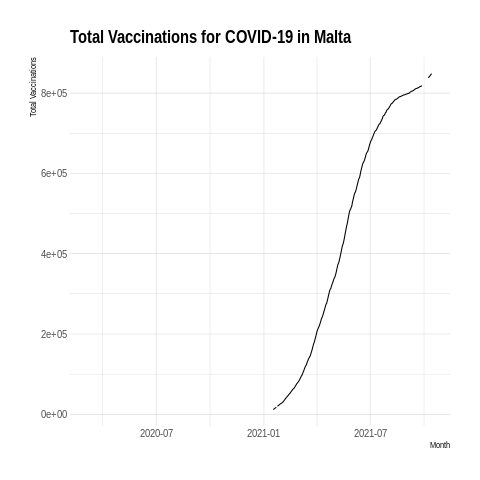 Total Vaccinations for COVID-19 in Malta
Total Vaccinations
8e+05
6e+05
4e+05
2e+05
0e+00
2020-07
2021-01
2021-07
Month